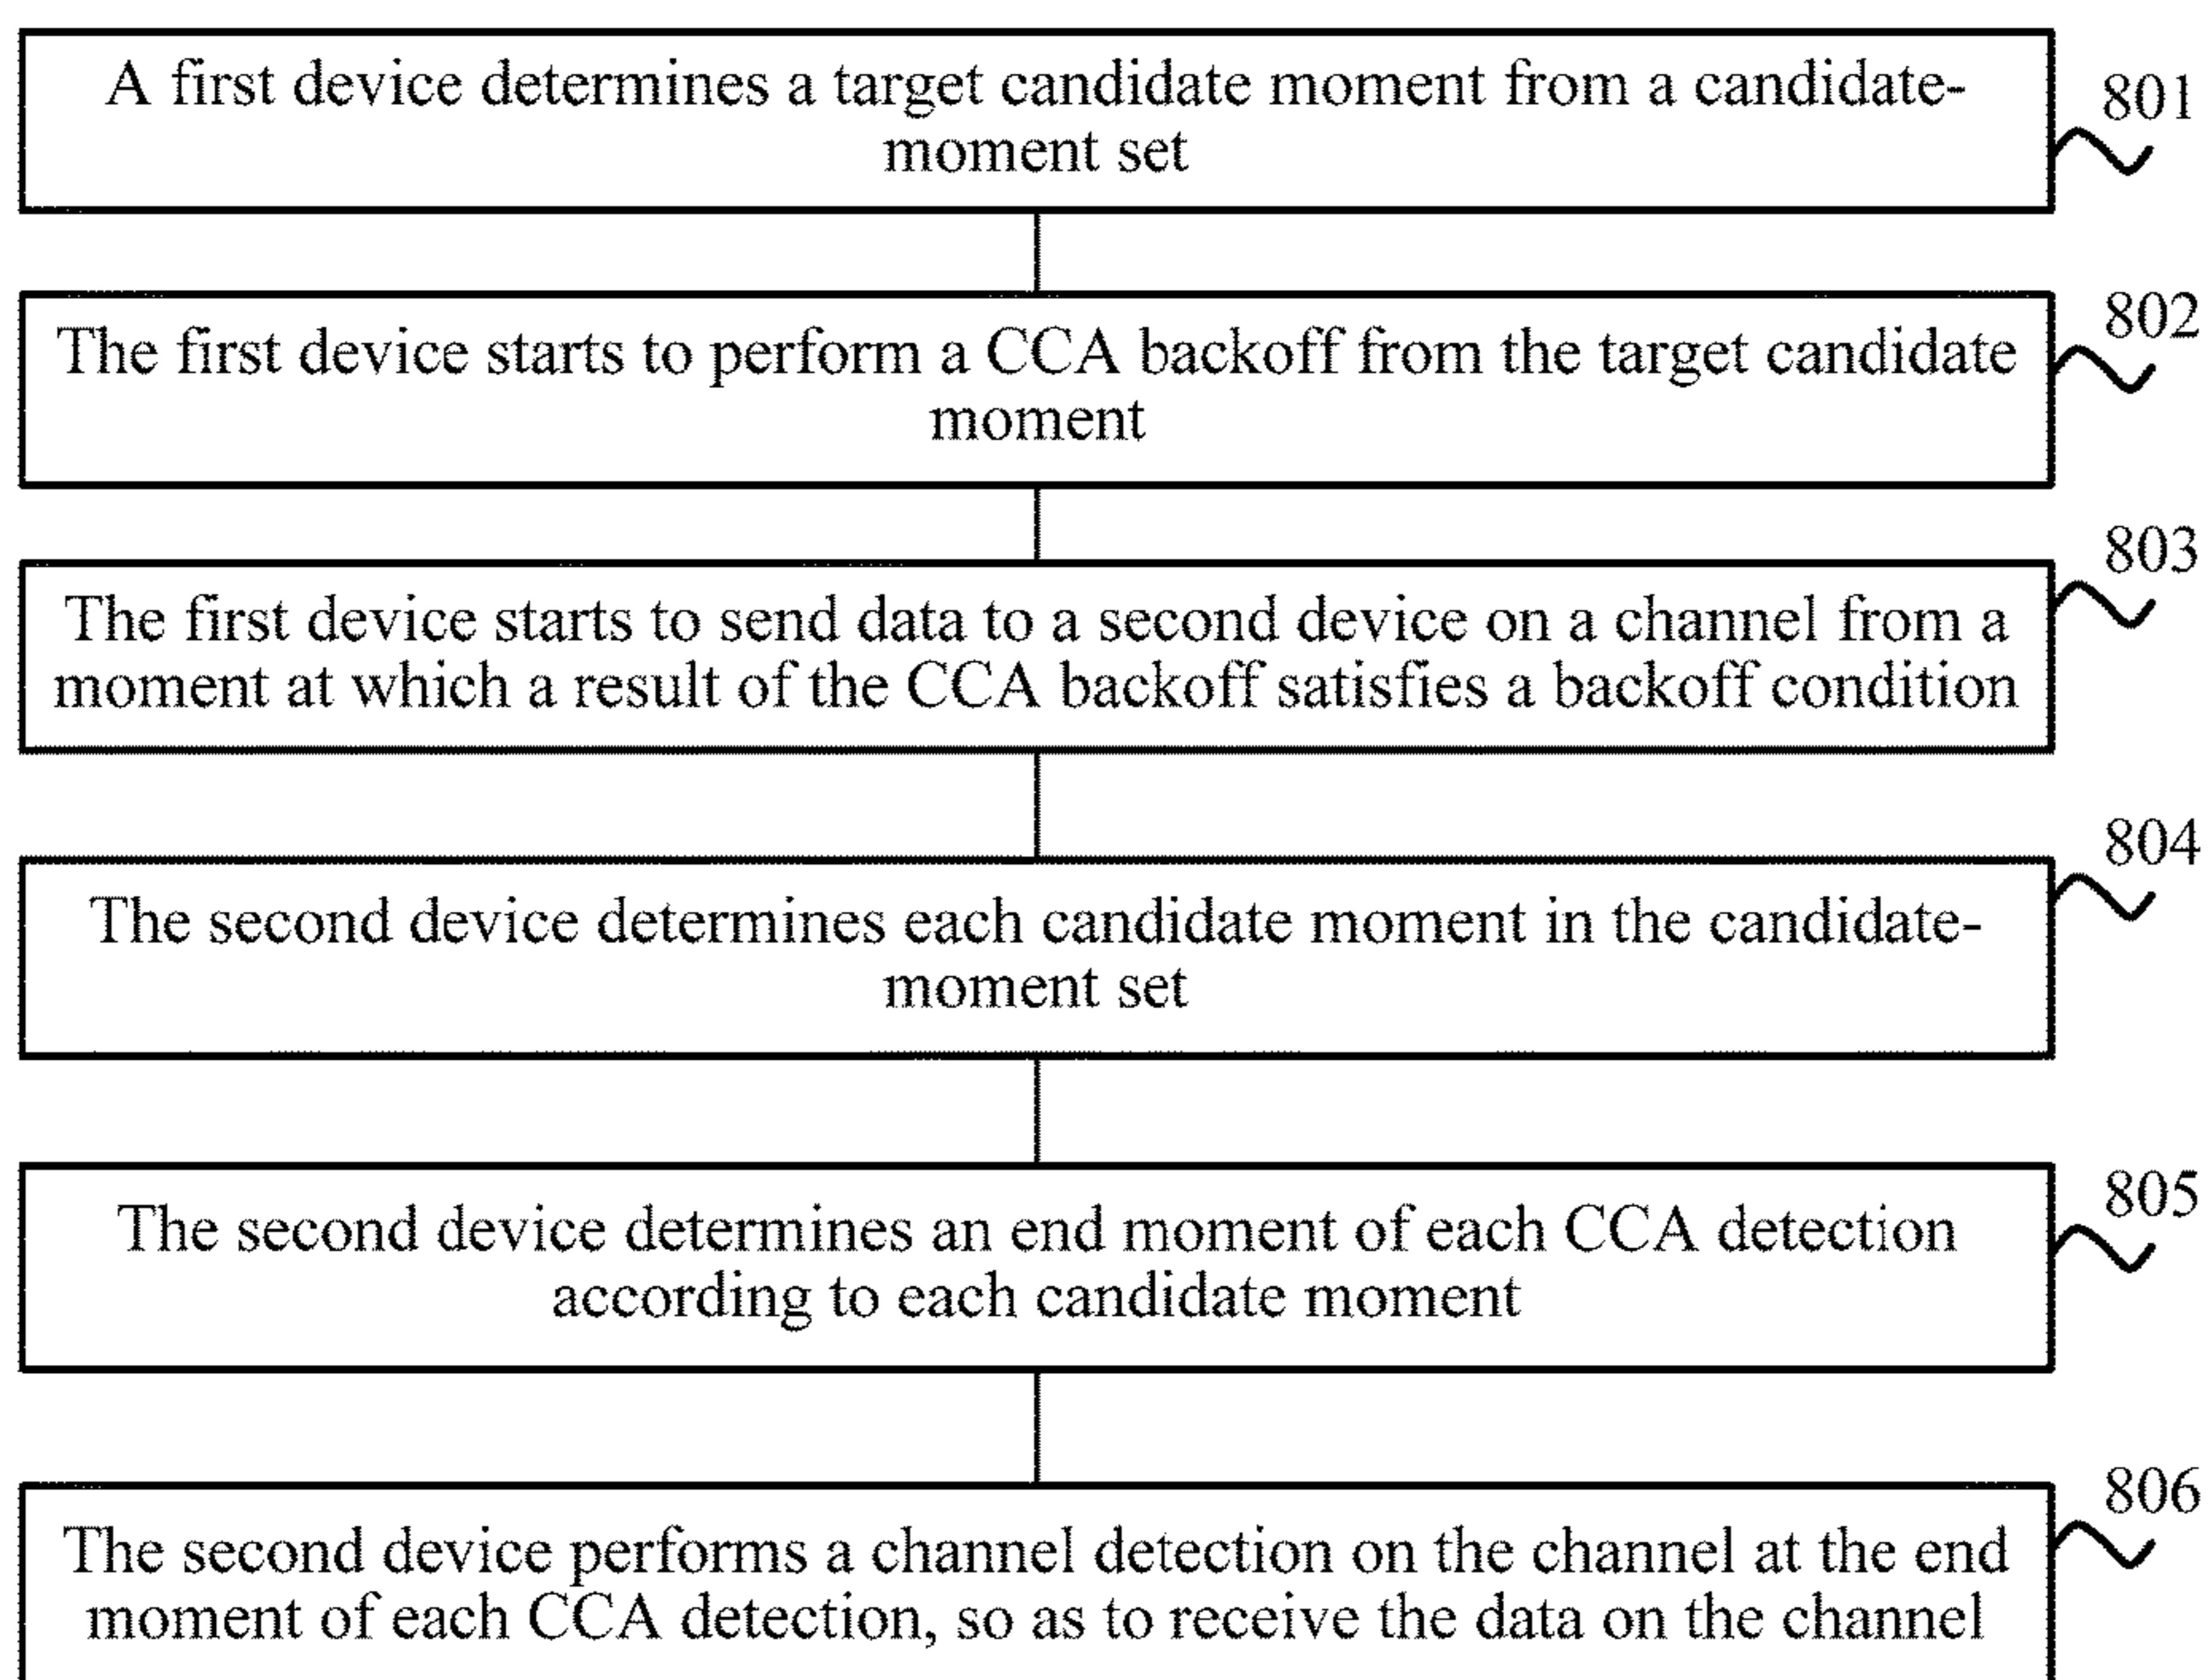 A first device determines a target candidate moment from a candidate-
moment set
801
The first device starts to perform a CCA backoff from the target candidate
moment
802
The first device starts to send data to a second device on a channel from a
moment at which a result of the CCA backoff satisfies a backoff condition
803
The second device determines each candidate moment in the candidate-
moment set
804
The second device determines an end moment of each CCA detection
according to each candidate moment
805
The second device performs a channel detection on the channel at the end
moment of each CCA detection, so as to receive the data on the channel
806